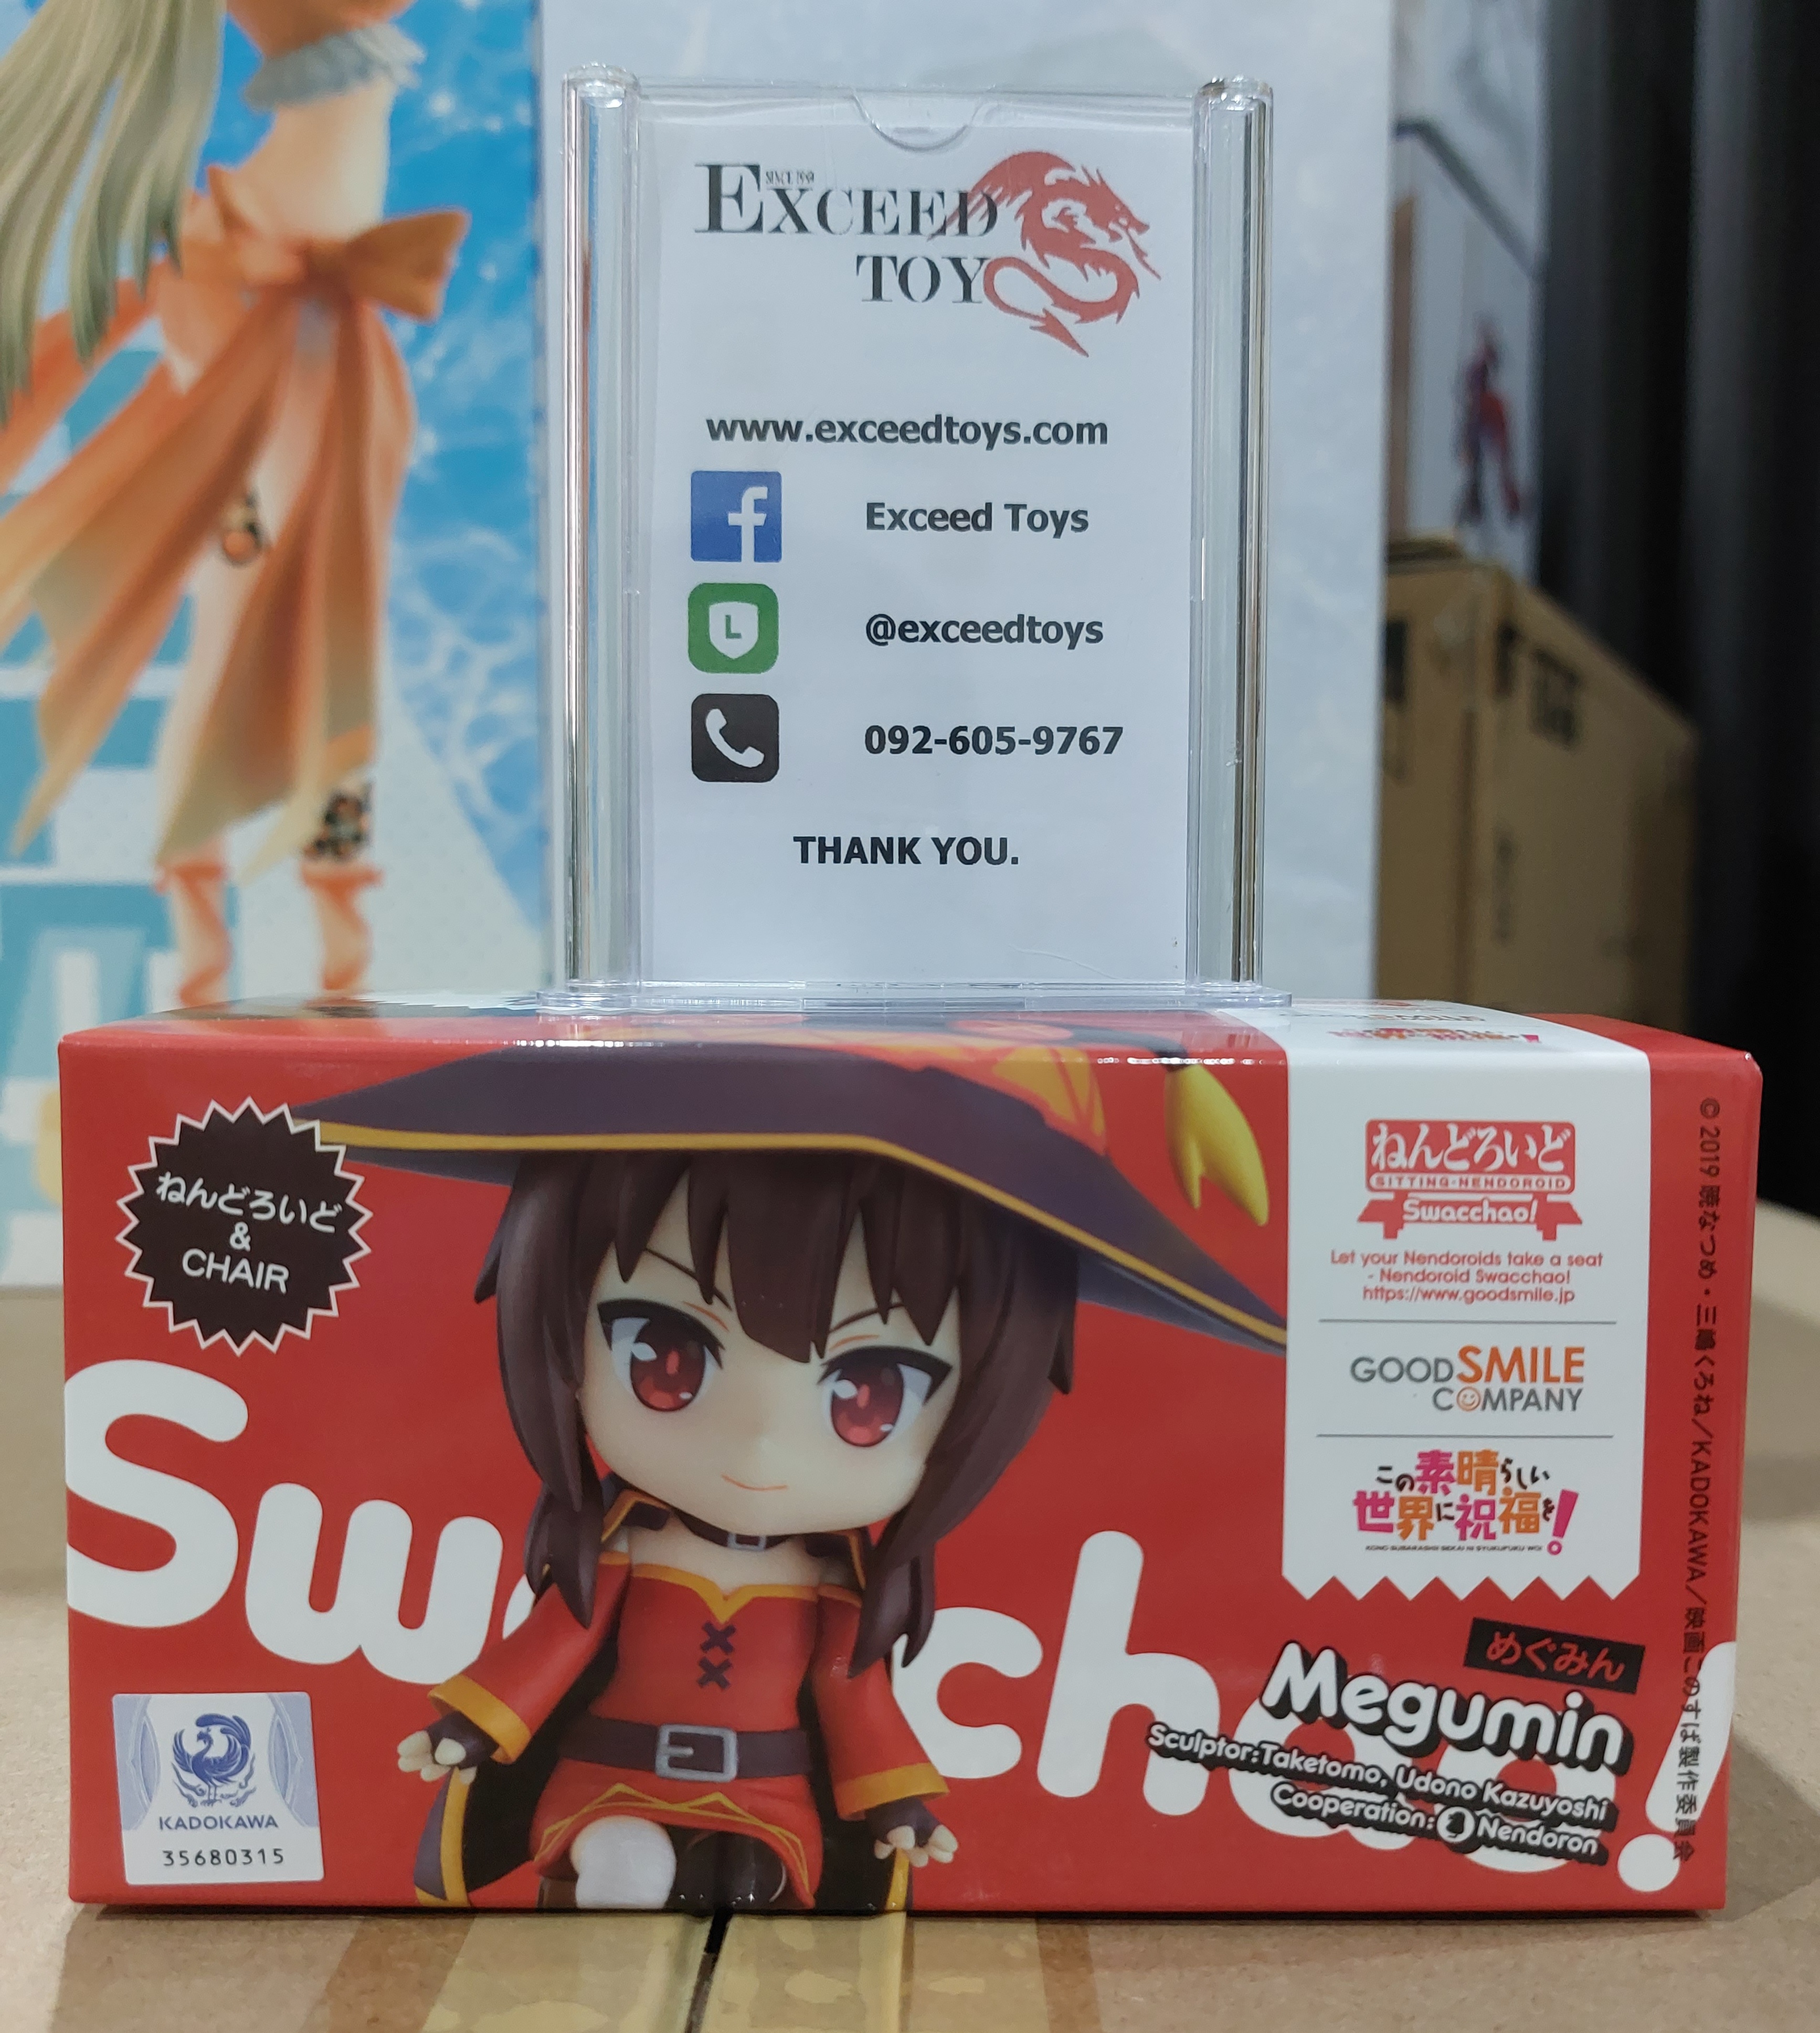 EXCEED
TOY
www.exceedtoys.com
Exceed Toys
L
@exceedtoys
092-605-9767
THANK YOU.
ねんどろいど
&
CHAIR
Swacchao!
ねんどろいど
SITTING-NENDOROID
Swacchao!
Let your Nendoroids take a seat
- Nendoroid Swacchao!
https://www.goodsmile.jp
GOOD SMILE
COMPANY
この素晴らしい
世界に祝福を!
KONO SUBARASHII SEKAI NI SYUKUFUKU WO!
めぐみん
Megumin
Sculptor:Taketomo, Udono Kazuyoshi
Cooperation: Nendoron
KADOKAWA
35680315
© 2019 暁なつめ・三嶋くろね/KADOKAWA/映画このすば製作委員会